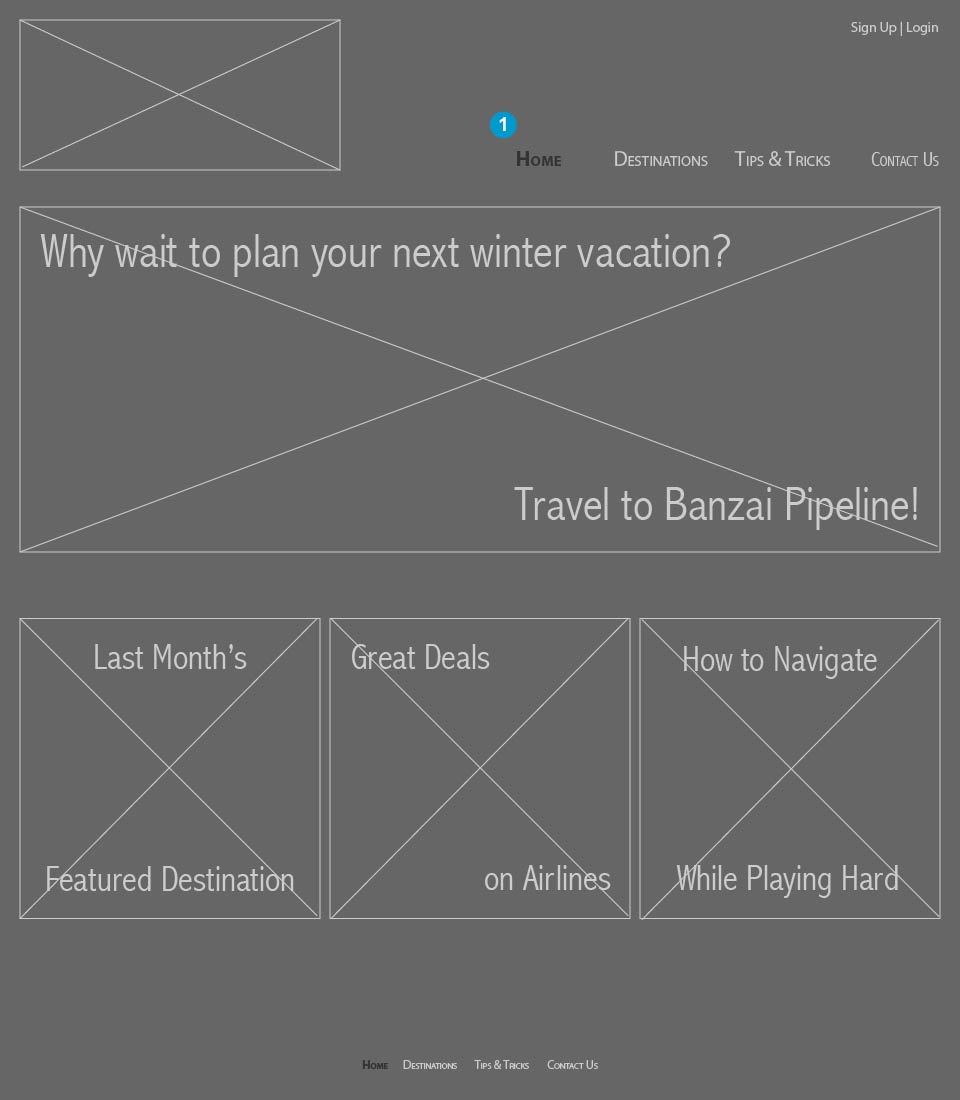 Sign Up | Login
1
Home Destinations Tips & Tricks Contact Us
Why wait to plan your next winter vacation?
Travel to Banzai Pipeline!
Last Month's
Featured Destination
Great Deals
on Airlines
How to Navigate
While Playing Hard
Home Destinations Tips & Tricks Contact Us